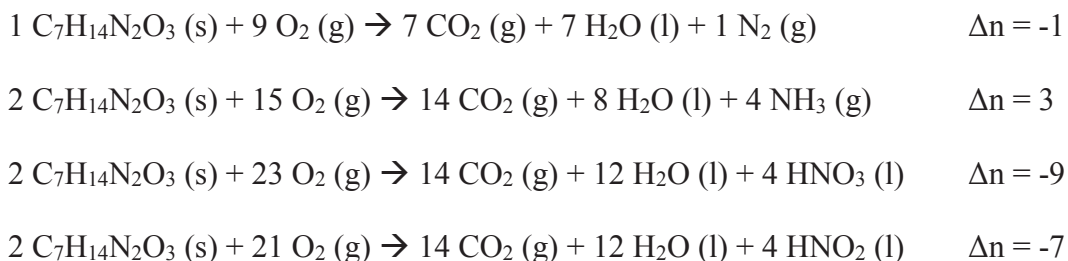 1 C₇H₁₄N₂O₃ (s) + 9 O₂ (g) → 7 CO₂ (g) + 7 H₂O (l) + 1 N₂ (g) Δn = -1
2 C₇H₁₄N₂O₃ (s) + 15 O₂ (g) → 14 CO₂ (g) + 8 H₂O (l) + 4 NH₃ (g) Δn = 3
2 C₇H₁₄N₂O₃ (s) + 23 O₂ (g) → 14 CO₂ (g) + 12 H₂O (l) + 4 HNO₃ (l) Δn = -9
2 C₇H₁₄N₂O₃ (s) + 21 O₂ (g) → 14 CO₂ (g) + 12 H₂O (l) + 4 HNO₂ (l) Δn = -7